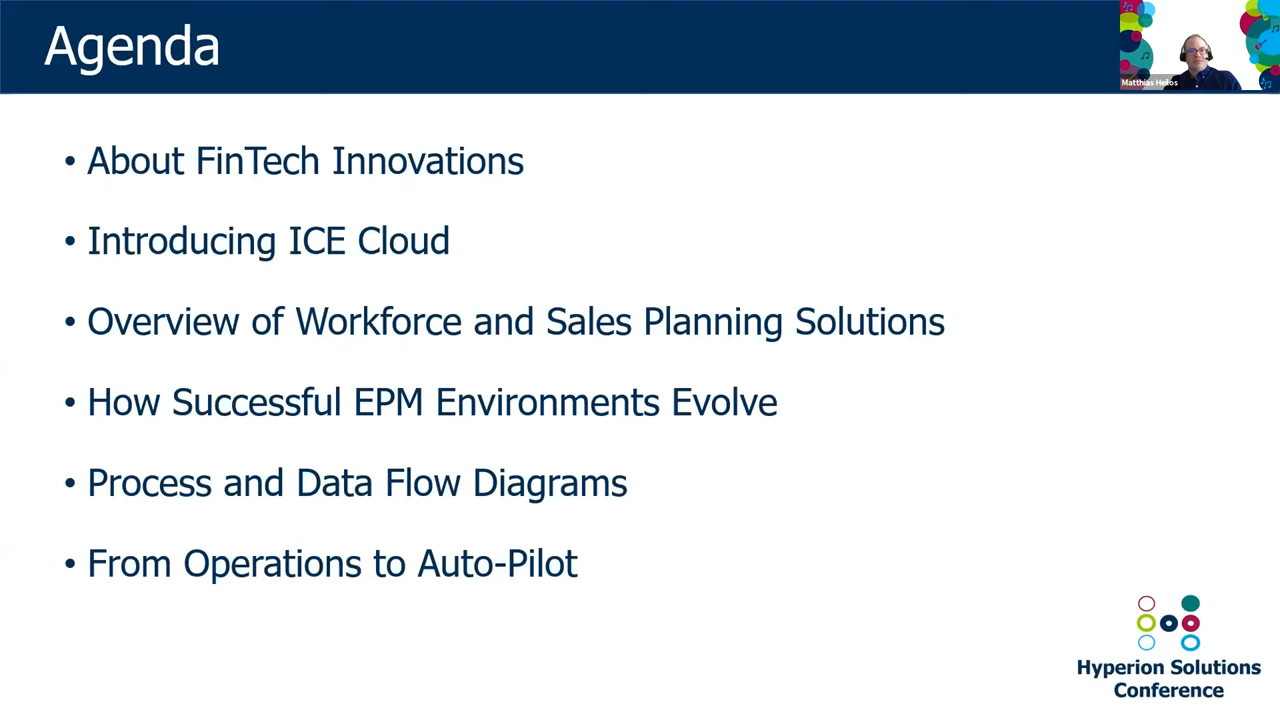 Agenda
Matthias Heilos
• About FinTech Innovations
• Introducing ICE Cloud
• Overview of Workforce and Sales Planning Solutions
• How Successful EPM Environments Evolve
• Process and Data Flow Diagrams
• From Operations to Auto-Pilot
Hyperion Solutions
Conference